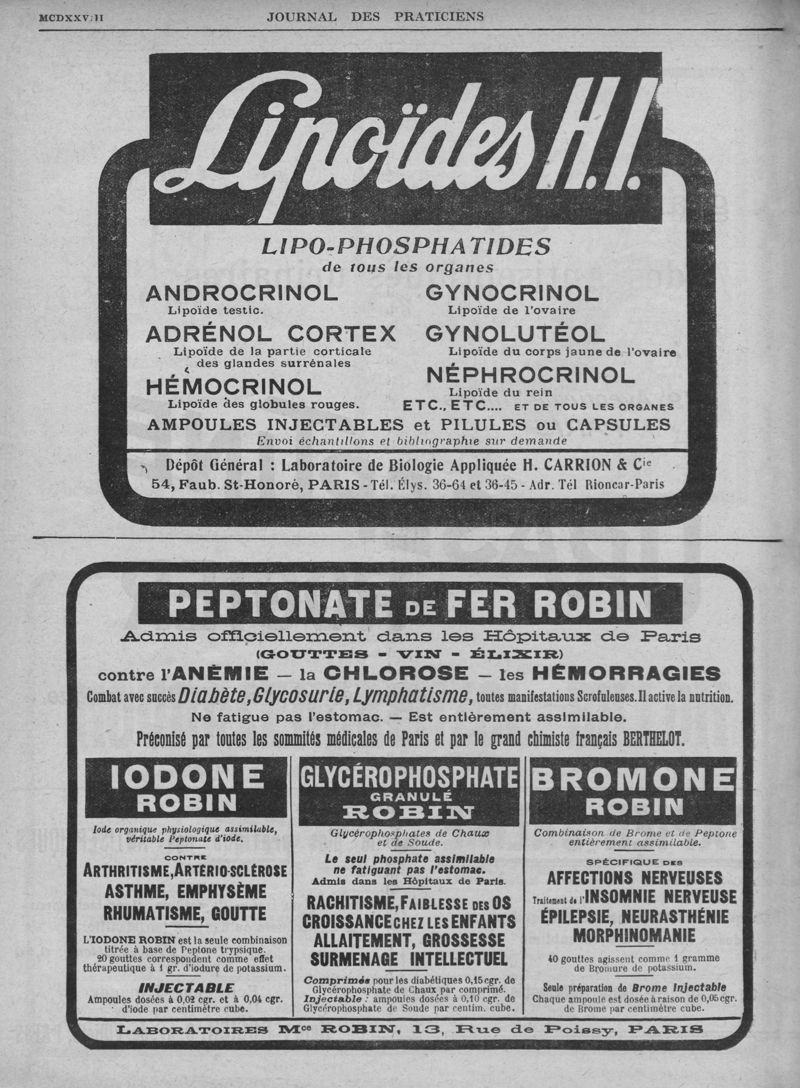 MCDXXVIII
JOURNAL DES PRATICIENS
Lipoïdes H.I.
LIPO-PHOSPHATIDES
de tous les organes
ANDROCRINOL
Lipoïde testic.
ADRÉNOL CORTEX
Lipoïde de la partie corticale
des glandes surrénales
HÉMOCRINOL
Lipoïde des globules rouges.
GYNOCRINOL
Lipoïde de l'ovaire
GYNOLUTÉOL
Lipoïde du corps jaune de l'ovaire
NÉPHROCRINOL
Lipoïde du rein
ETC., ETC.... ET DE TOUS LES ORGANES
AMPOULES INJECTABLES et PILULES ou CAPSULES
Envoi échantillons et bibliographie sur demande
Dépôt Général : Laboratoire de Biologie Appliquée H. CARRION & Cie
54, Faub. St-Honoré, PARIS - Tél. Élys. 36-64 et 36-45 - Adr. Tél Rioncar-Paris
PEPTONATE DE FER ROBIN
Admis officiellement dans les Hôpitaux de Paris
(GOUTTES - VIN - ÉLIXIR)
contre l'ANÉMIE — la CHLOROSE — les HÉMORRAGIES
Combat avec succès Diabète, Glycosurie, Lymphatisme, toutes manifestations Scrofuleuses. Il active la nutrition.
Ne fatigue pas l'estomac. — Est entièrement assimilable.
Préconisé par toutes les sommités médicales de Paris et par le grand chimiste français BERTHELOT.
IODONE
ROBIN
Iode organique physiologique assimilable,
véritable Peptonate d'iode.
CONTRE
ARTHRITISME, ARTÉRIO-SCLÉROSE
ASTHME, EMPHYSÈME
RHUMATISME, GOUTTE
L'IODONE ROBIN est la seule combinaison
titrée à base de Peptone trypsique.
20 gouttes correspondent comme effet
thérapeutique à 1 gr. d'iodure de potassium.
INJECTABLE
Ampoules dosées à 0,02 cgr. et à 0,04 cgr.
d'iode par centimètre cube.
GLYCÉROPHOSPHATE
GRANULÉ
ROBIN
Glycérophosphates de Chaux
et de Soude.
Le seul phosphate assimilable
ne fatiguant pas l'estomac.
Admis dans les Hôpitaux de Paris.
RACHITISME, FAIBLESSE DES OS
CROISSANCE CHEZ LES ENFANTS
ALLAITEMENT, GROSSESSE
SURMENAGE INTELLECTUEL
Comprimés pour les diabétiques 0,15 cgr. de
Glycérophosphate de Chaux par comprimé.
Injectable : ampoules dosées à 0,10 cgr. de
Glycérophosphate de Soude par centim. cube.
BROMONE
ROBIN
Combinaison de Brome et de Peptone
entièrement assimilable.
SPÉCIFIQUE DES
AFFECTIONS NERVEUSES
Traitement de l'INSOMNIE NERVEUSE
ÉPILEPSIE, NEURASTHÉNIE
MORPHINOMANIE
40 gouttes agissent comme 1 gramme
de Bromure de potassium.
Seule préparation de Brome Injectable
Chaque ampoule est dosée à raison de 0,05 cgr.
de Brome par centimètre cube.
LABORATOIRES Mce ROBIN, 13, Rue de Poissy, PARIS